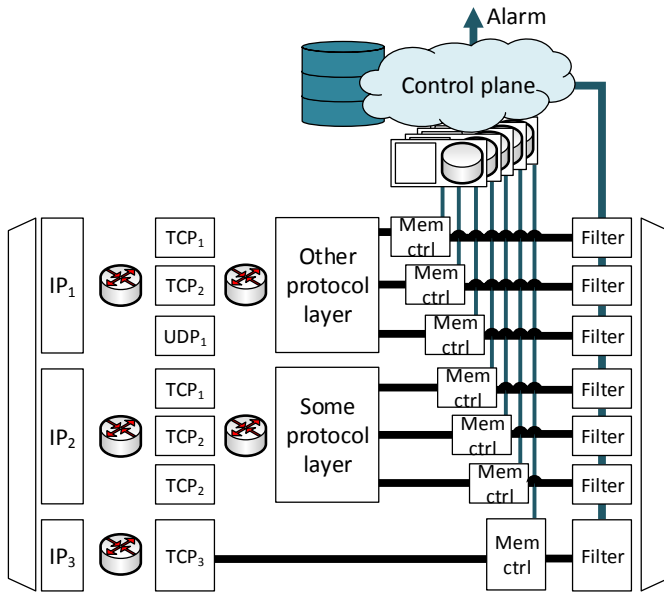 Alarm
Control plane
IP₁
TCP₁
TCP₂
UDP₁
Other
protocol
layer
Mem
ctrl
Mem
ctrl
Mem
ctrl
Filter
Filter
Filter
IP₂
TCP₁
TCP₂
TCP₂
Some
protocol
layer
Mem
ctrl
Mem
ctrl
Mem
ctrl
Filter
Filter
Filter
IP₃
TCP₃
Mem
ctrl
Filter